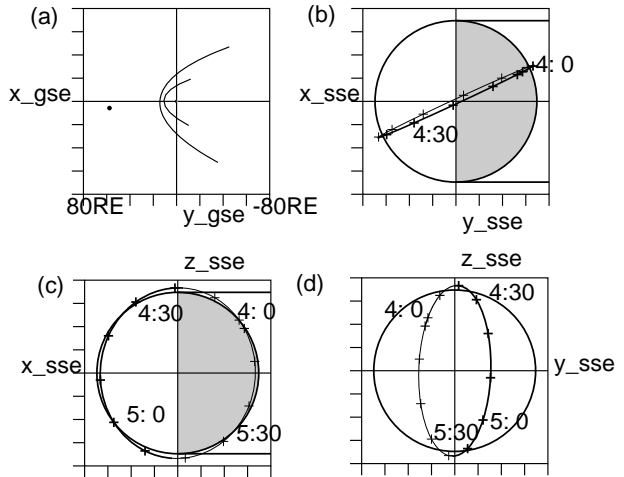 (a)
x_gse
80RE
y_gse
-80RE
(b)
x_sse
4: 0
4:30
y_sse
z_sse
(c)
4:30
4: 0
x_sse
5: 0
5:30
z_sse
(d)
4: 0
4:30
y_sse
5:30
5: 0